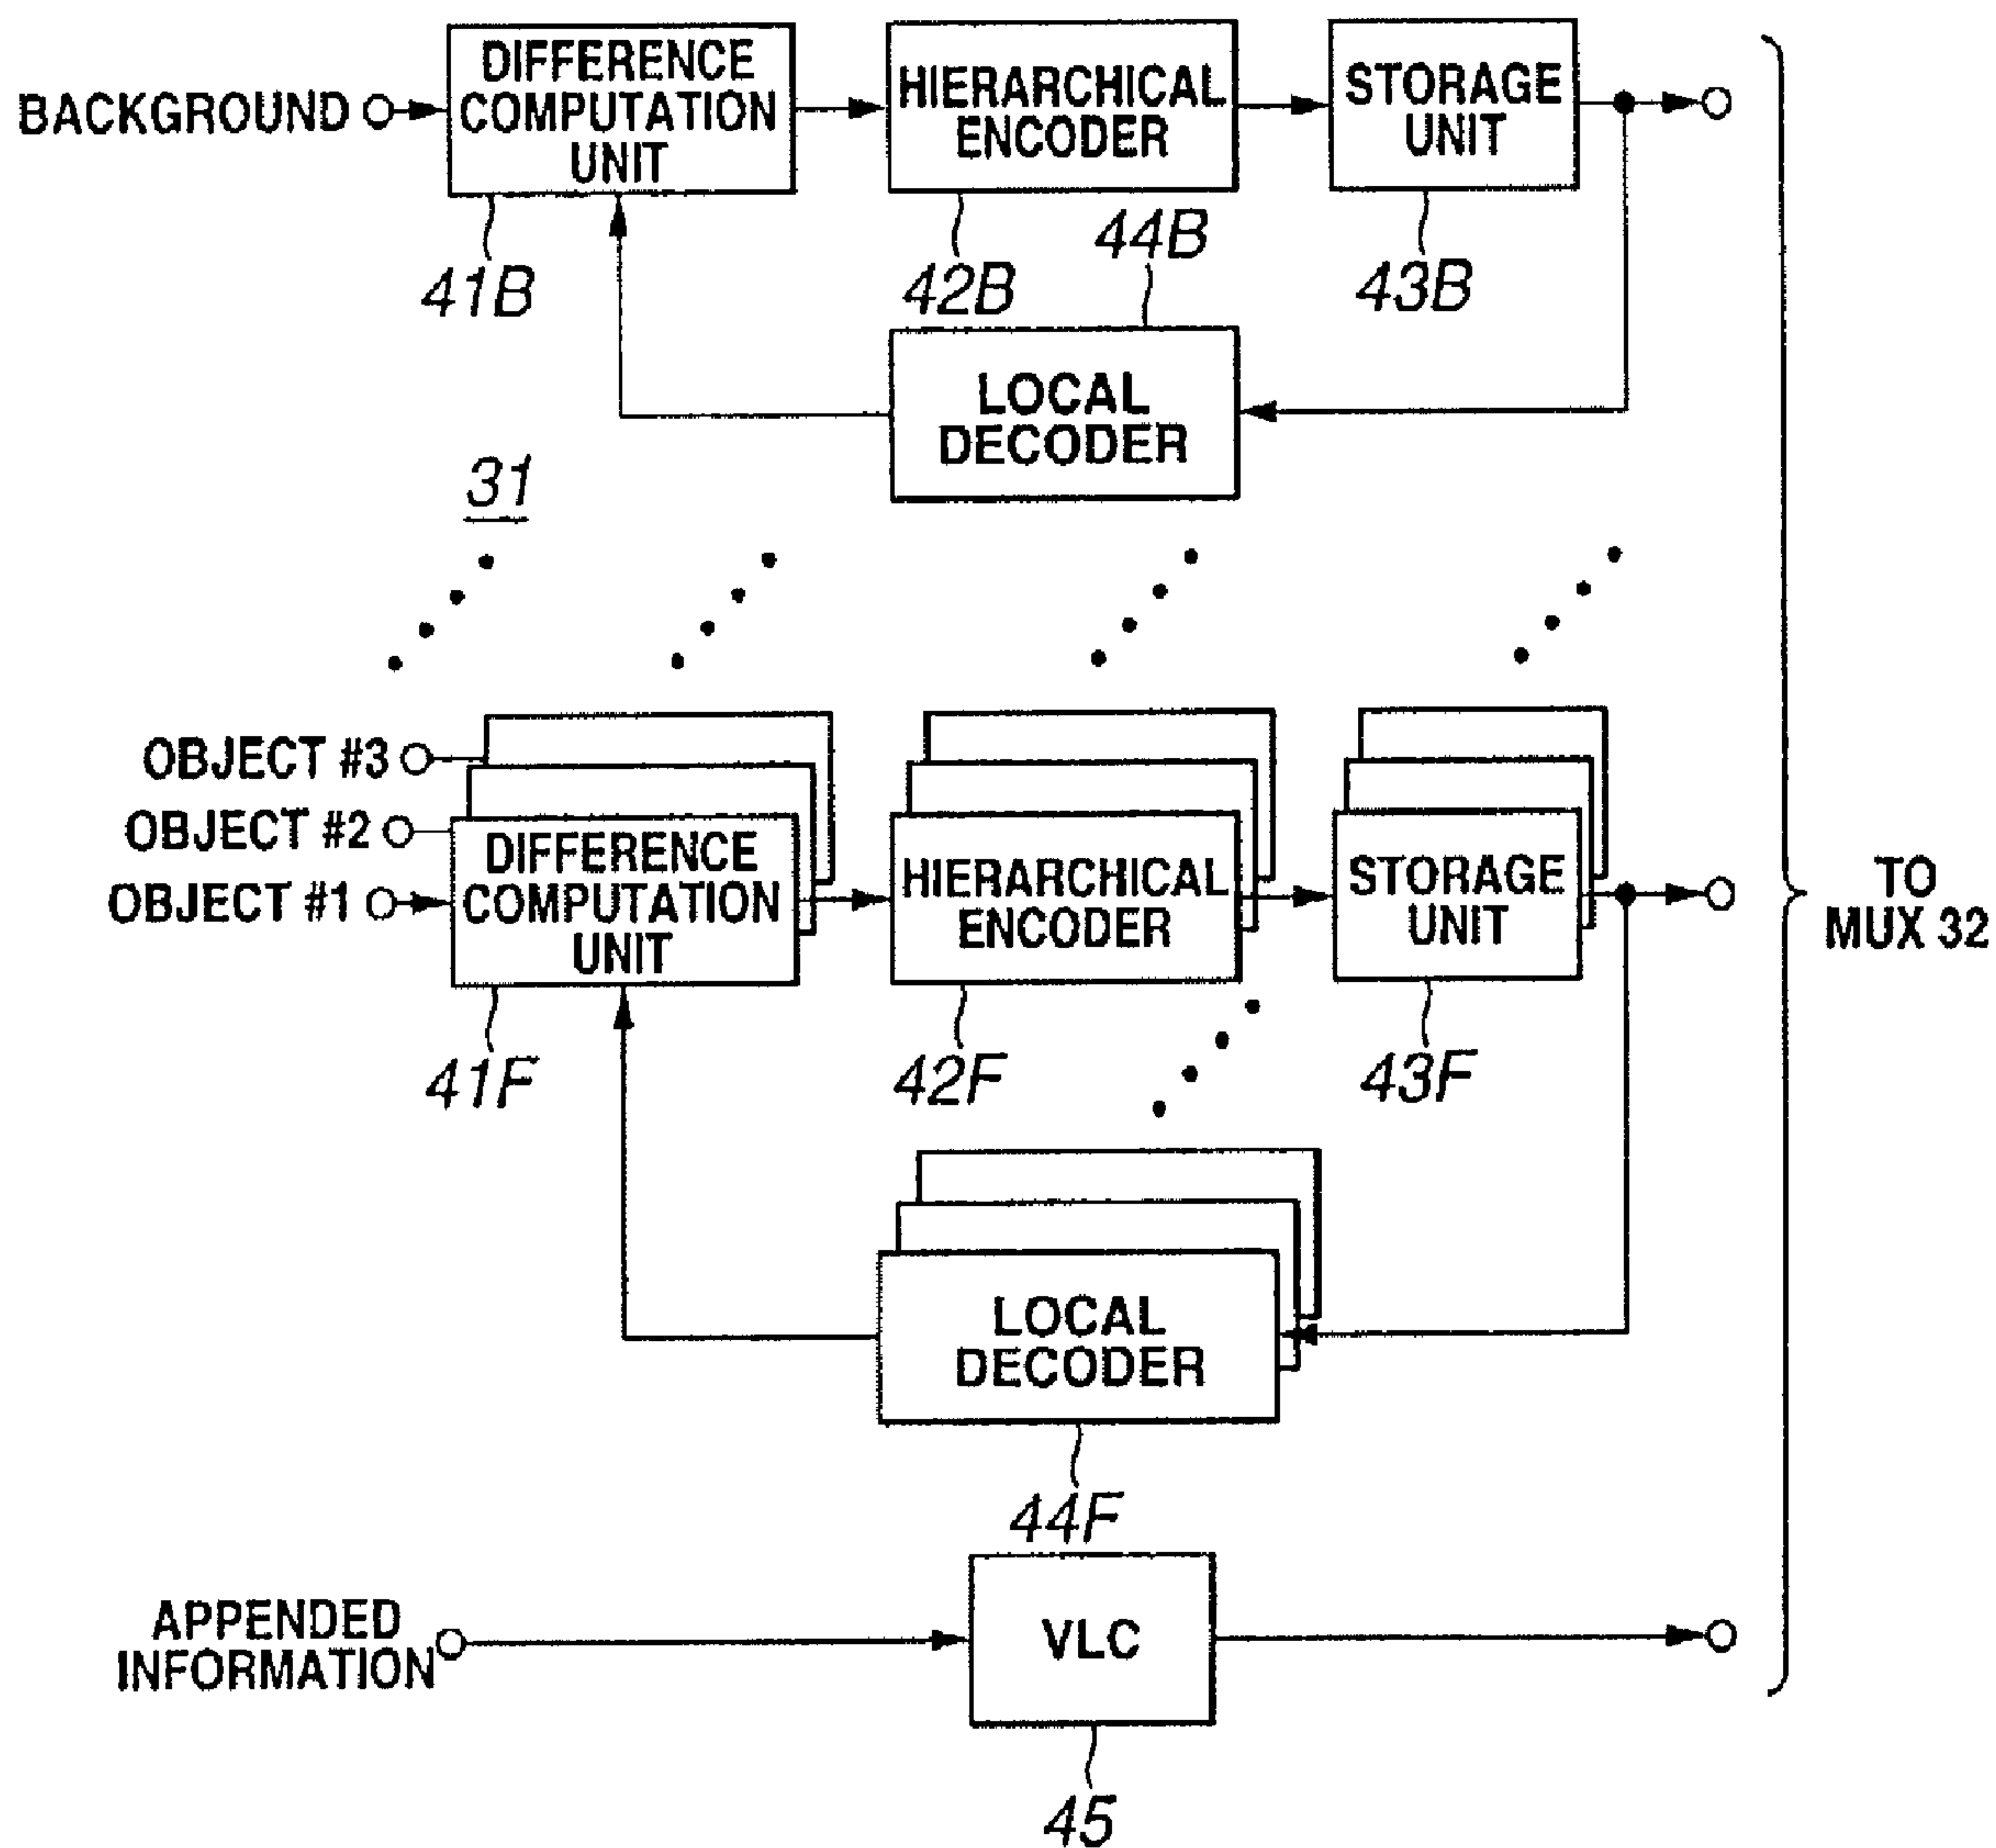 BACKGROUND
DIFFERENCE
COMPUTATION
UNIT
HIERARCHICAL
ENCODER
STORAGE
UNIT
41B
42B
44B
43B
LOCAL
DECODER
31
OBJECT #3
OBJECT #2
OBJECT #1
DIFFERENCE
COMPUTATION
UNIT
HIERARCHICAL
ENCODER
STORAGE
UNIT
TO
MUX 32
41F
42F
43F
LOCAL
DECODER
44F
APPENDED
INFORMATION
VLC
45